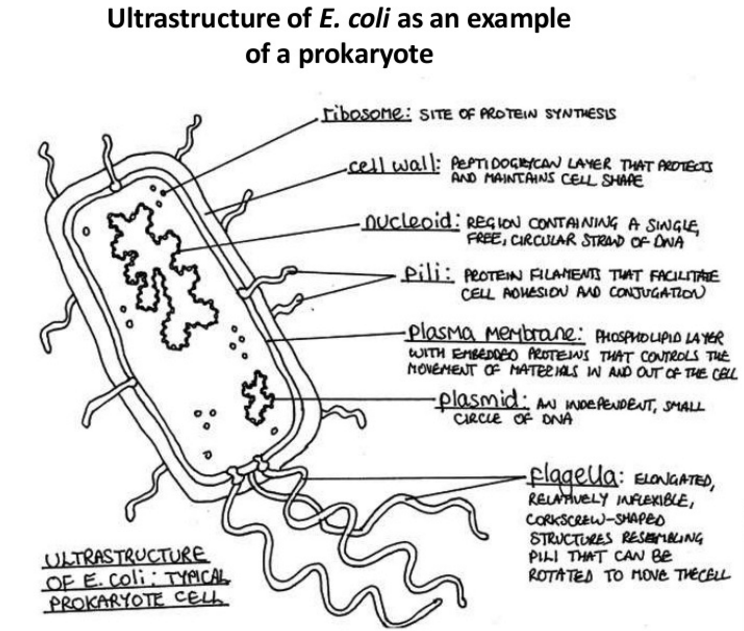 Ultrastructure of E. coli as an example
of a prokaryote
ribosome: SITE OF PROTEIN SYNTHESIS
cell wall: PEPTIDOGLYCAN LAYER THAT PROTECTS
AND MAINTAINS CELL SHAPE
nucleoid: REGION CONTAINING A SINGLE,
FREE, CIRCULAR STRAND OF DNA
Pili: PROTEIN FILAMENTS THAT FACILITATE
CELL ADHESION AND CONJUGATION
Plasma Membrane: PHOSPHOLIPID LAYER
WITH EMBEDDED PROTEINS THAT CONTROLS THE
MOVEMENT OF MATERIALS IN AND OUT OF THE CELL
plasmid: AN INDEPENDENT, SMALL
CIRCLE OF DNA
flagella: ELONGATED,
RELATIVELY INFLEXIBLE,
CORKSCREW-SHAPED
STRUCTURES RESEMBLING
PILI THAT CAN BE
ROTATED TO MOVE THE CELL
ULTRASTRUCTURE
OF E. coli: TYPICAL
PROKARYOTE CELL